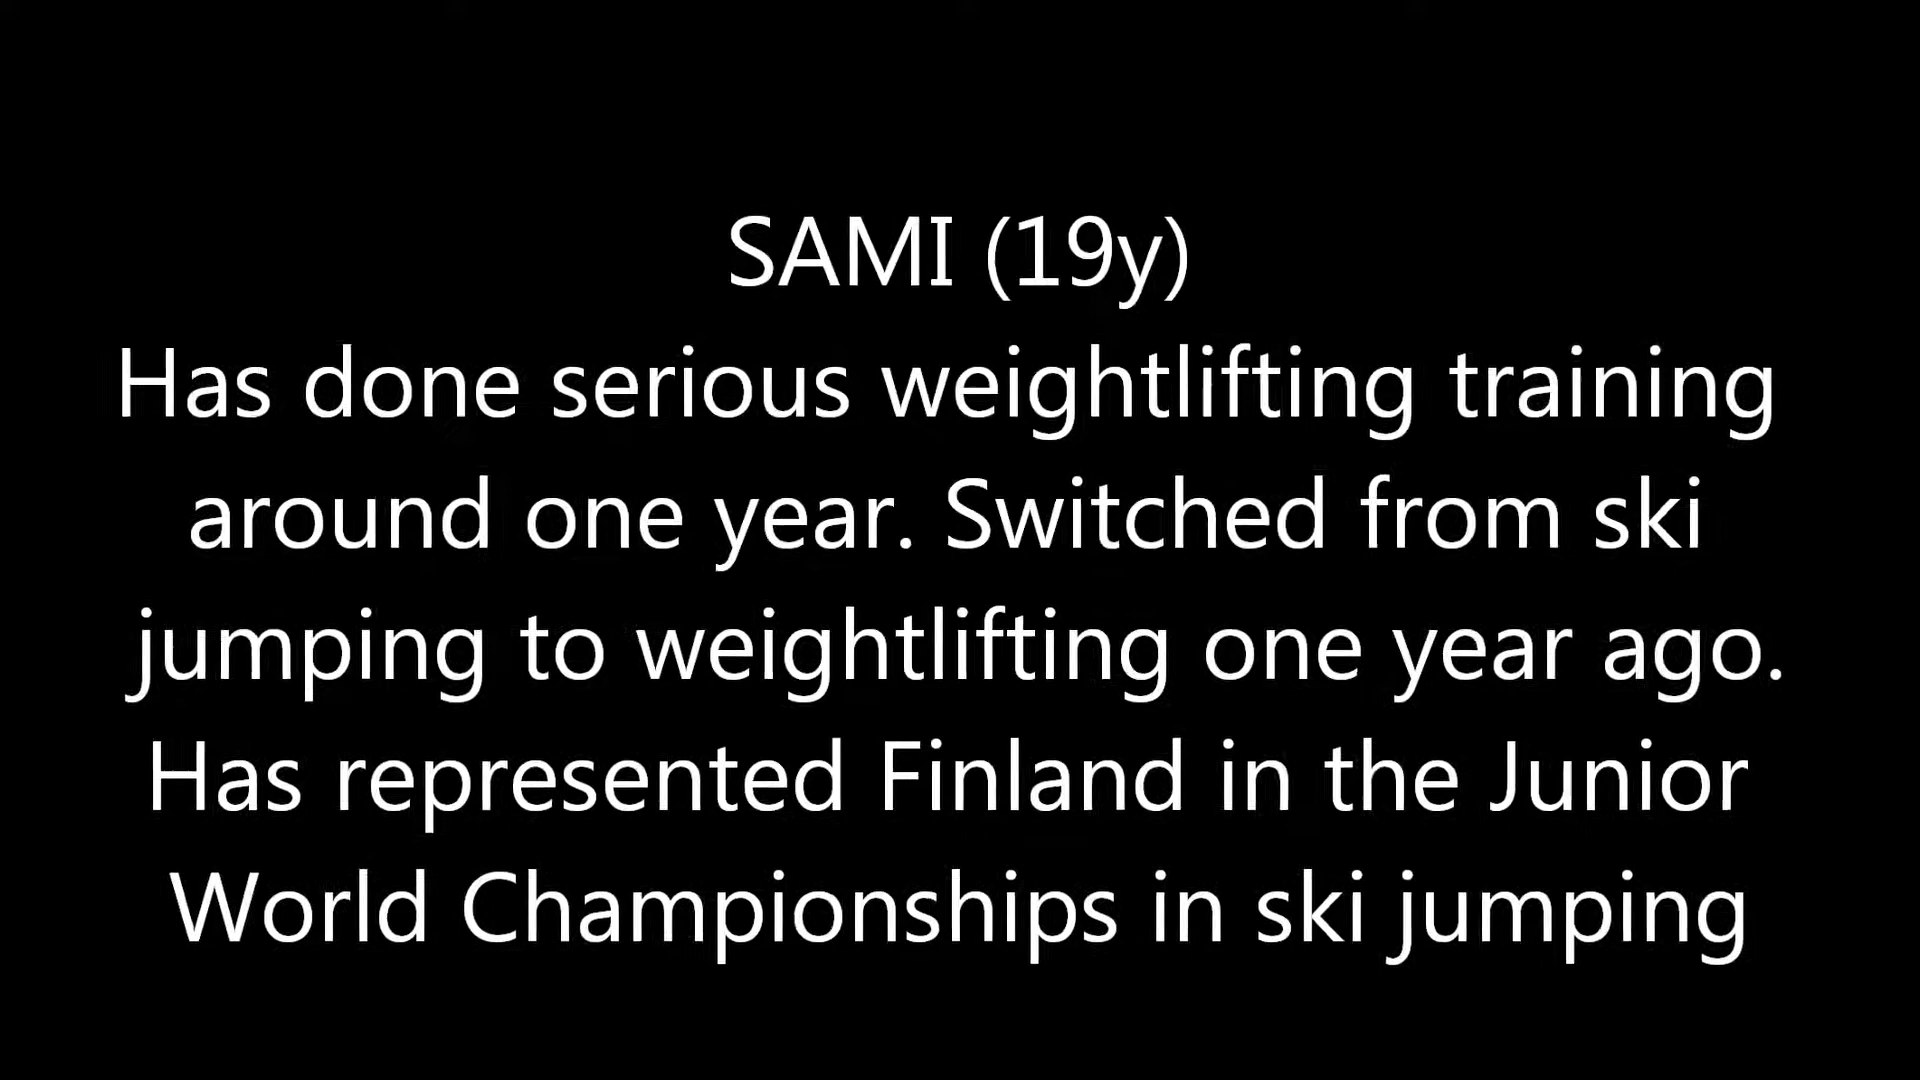 SAMI (19y)
Has done serious weightlifting training
around one year. Switched from ski
jumping to weightlifting one year ago.
Has represented Finland in the Junior
World Championships in ski jumping